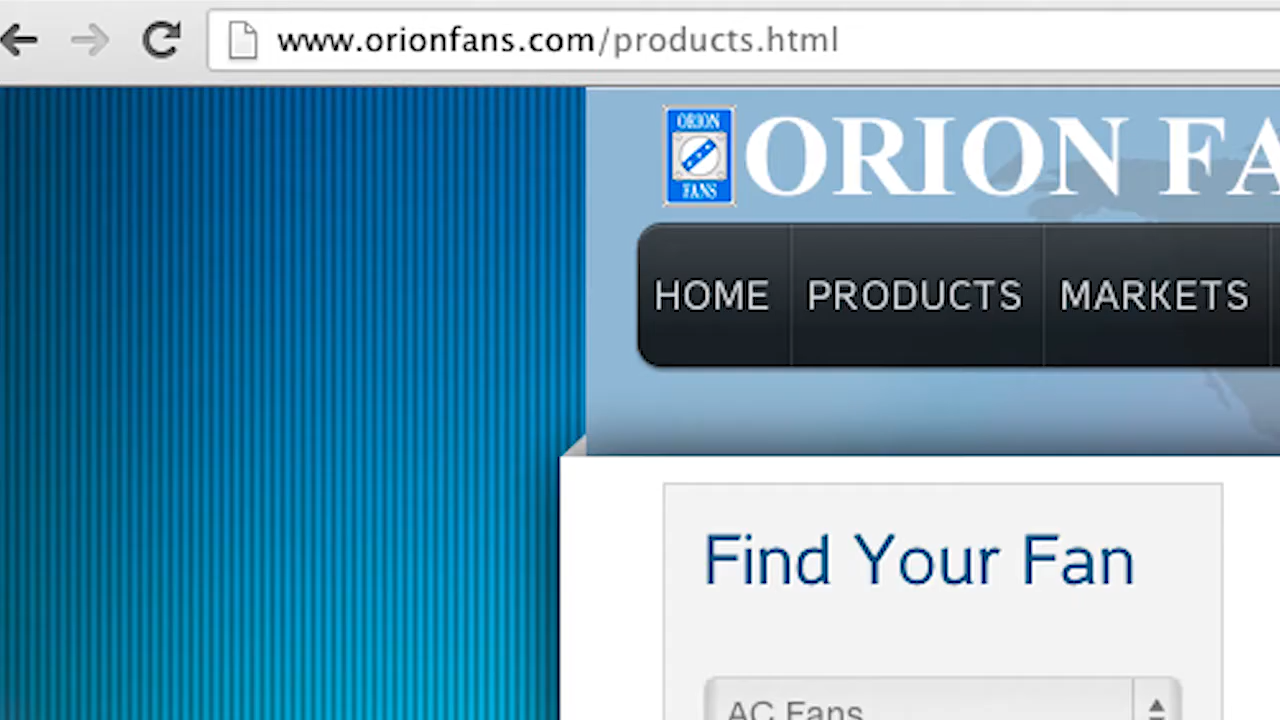 www.orionfans.com/products.html
ORION
FANS
ORION FA
HOME PRODUCTS MARKETS
Find Your Fan
AC Fans